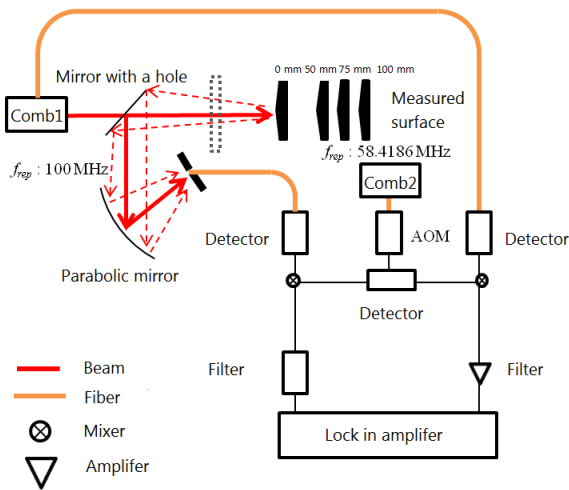 Mirror with a hole
0 mm 50 mm 75 mm 100 mm
Comb1
Measured
surface
f_rep : 58.4186 MHz
f_rep : 100 MHz
Comb2
Detector
AOM
Detector
Parabolic mirror
Detector
Filter
Filter
Beam
Fiber
Mixer
Amplifer
Lock in amplifer